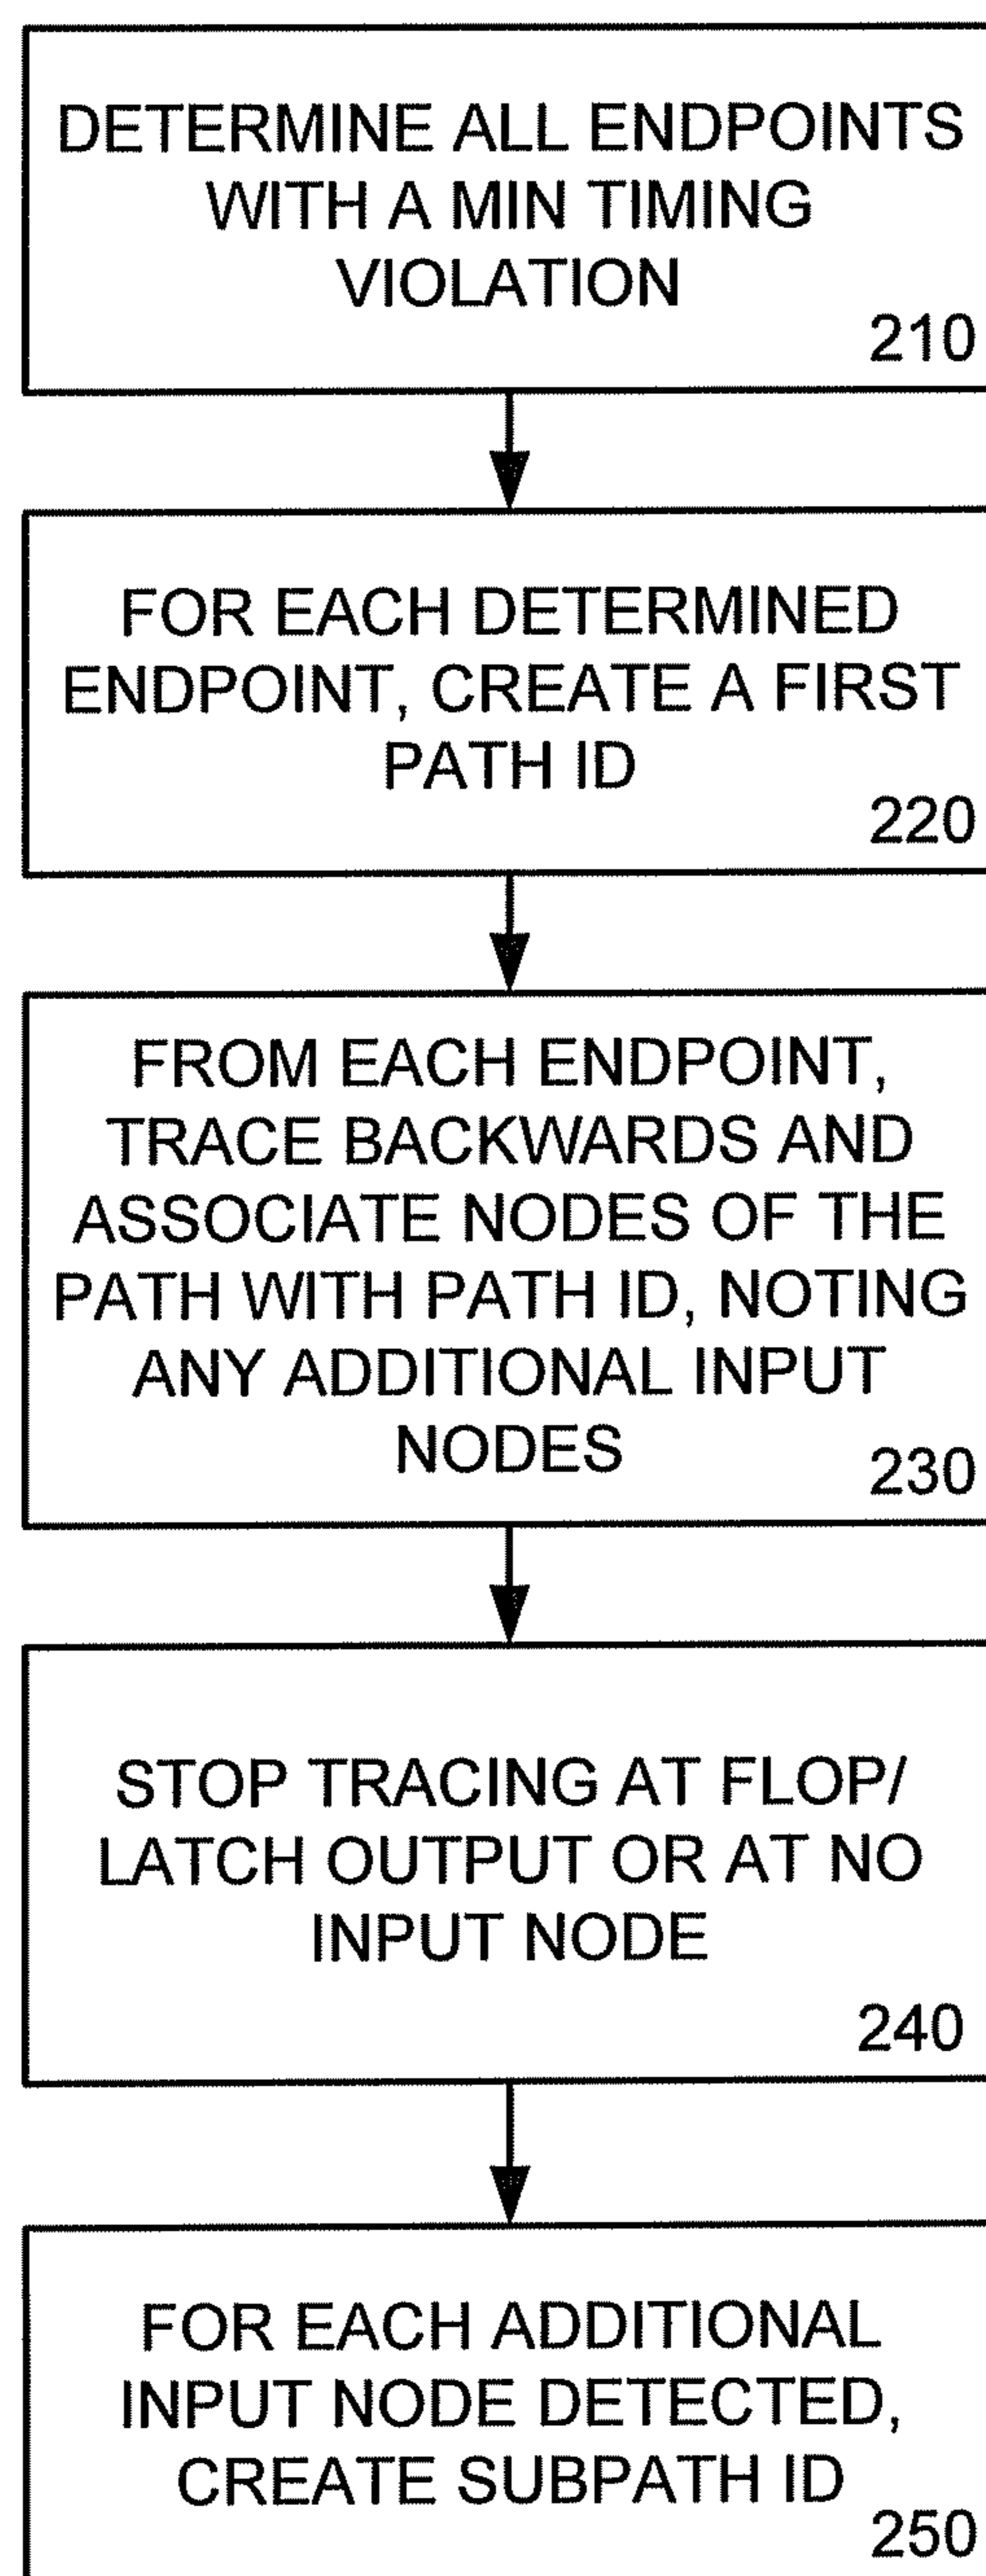 DETERMINE ALL ENDPOINTS
WITH A MIN TIMING
VIOLATION
210
FOR EACH DETERMINED
ENDPOINT, CREATE A FIRST
PATH ID
220
FROM EACH ENDPOINT,
TRACE BACKWARDS AND
ASSOCIATE NODES OF THE
PATH WITH PATH ID, NOTING
ANY ADDITIONAL INPUT
NODES
230
STOP TRACING AT FLOP/
LATCH OUTPUT OR AT NO
INPUT NODE
240
FOR EACH ADDITIONAL
INPUT NODE DETECTED,
CREATE SUBPATH ID
250